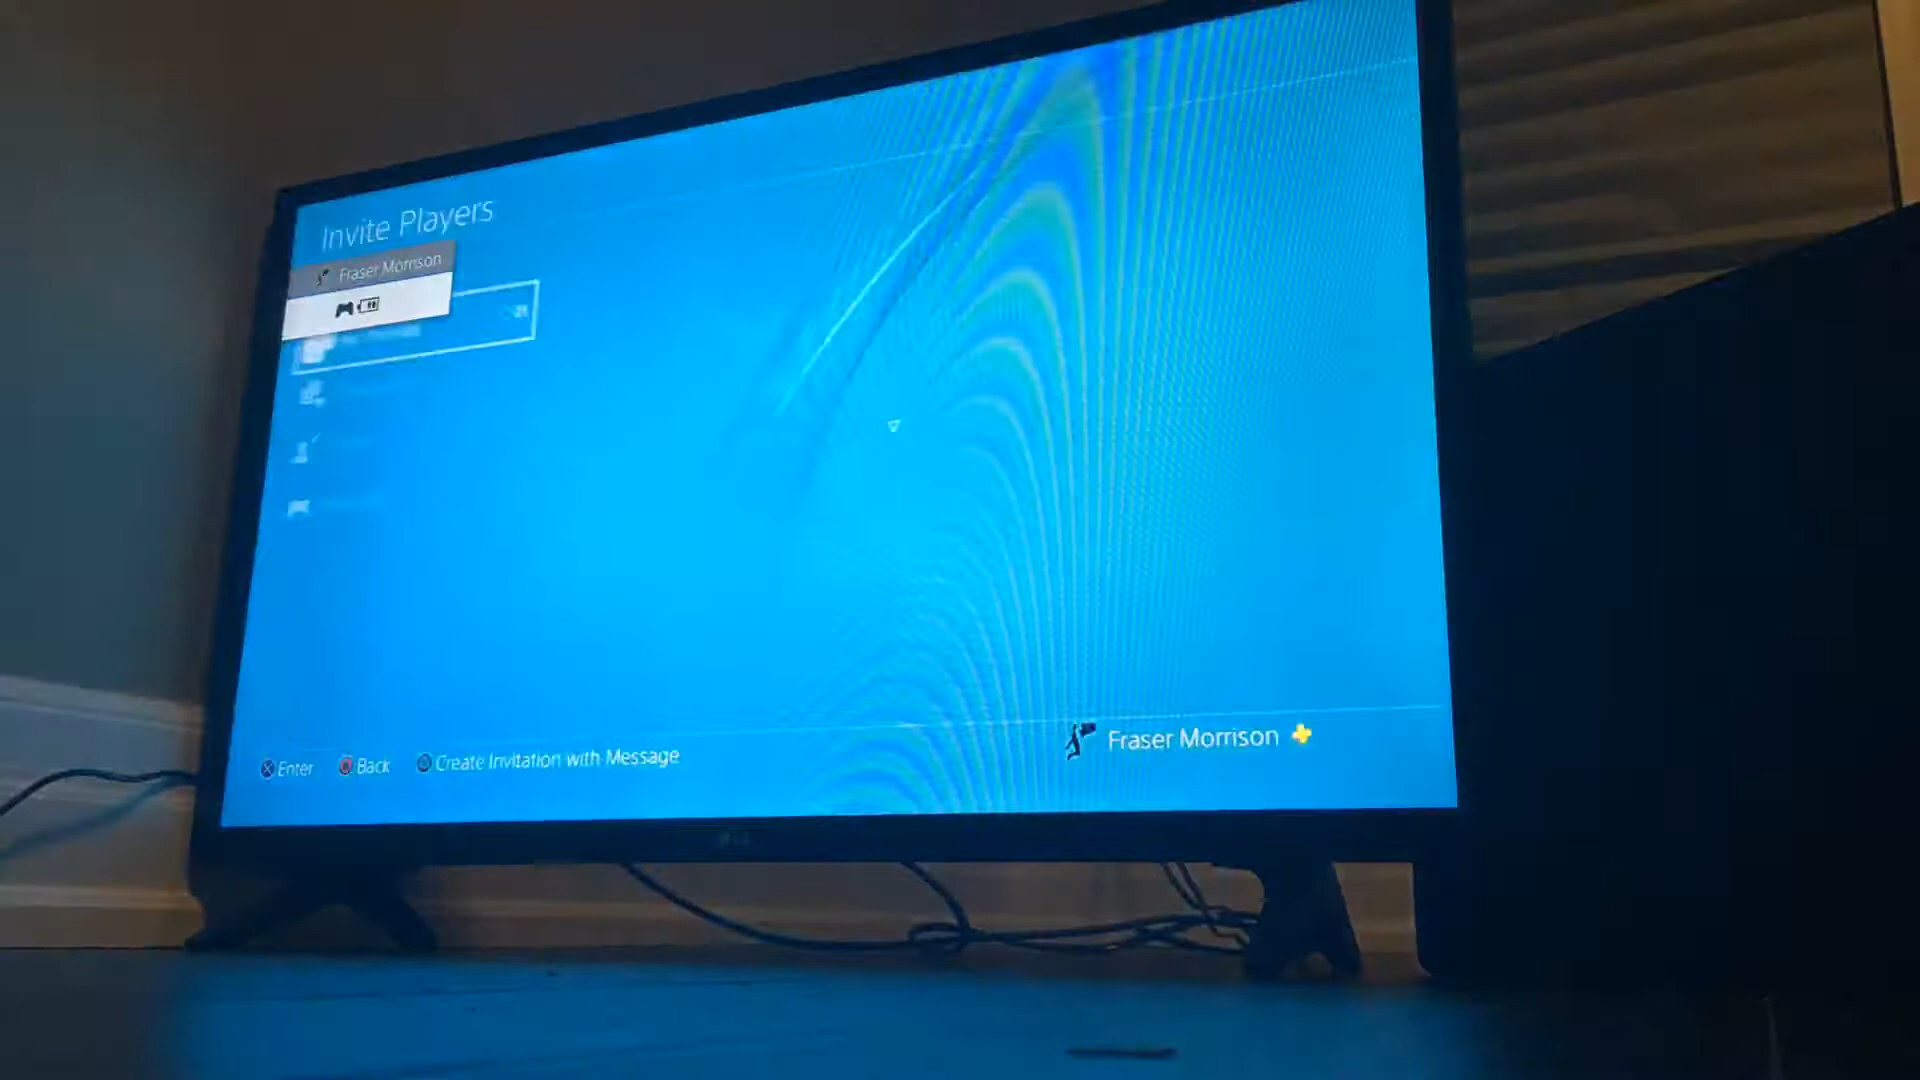 Invite Players
Fraser Morrison
Enter Back Create Invitation with Message
Fraser Morrison